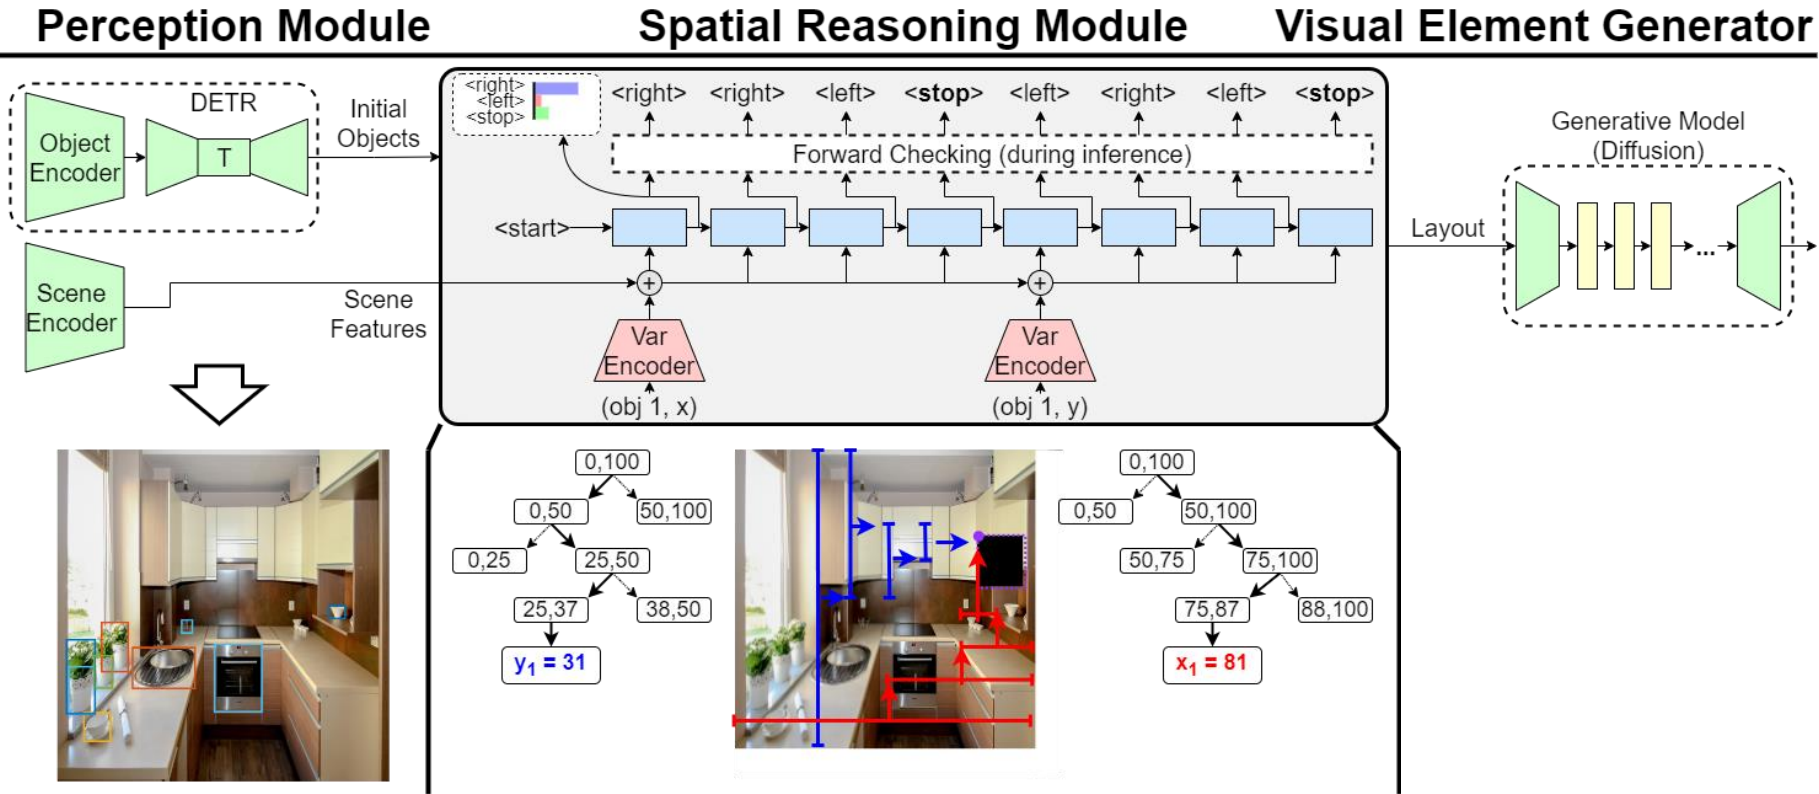 Perception Module
Spatial Reasoning Module
Visual Element Generator
DETR
Object
Encoder
T
Initial
Objects
Scene
Encoder
Scene
Features
<right>
<left>
<stop>
<right> <right> <left> <stop> <left> <right> <left> <stop>
Forward Checking (during inference)
<start>
+
+
Var
Encoder
Var
Encoder
(obj 1, x)
(obj 1, y)
Layout
Generative Model
(Diffusion)
...
0,100
0,50
50,100
0,25
25,50
25,37
38,50
y1 = 31
0,100
0,50
50,100
50,75
75,100
75,87
88,100
x1 = 81